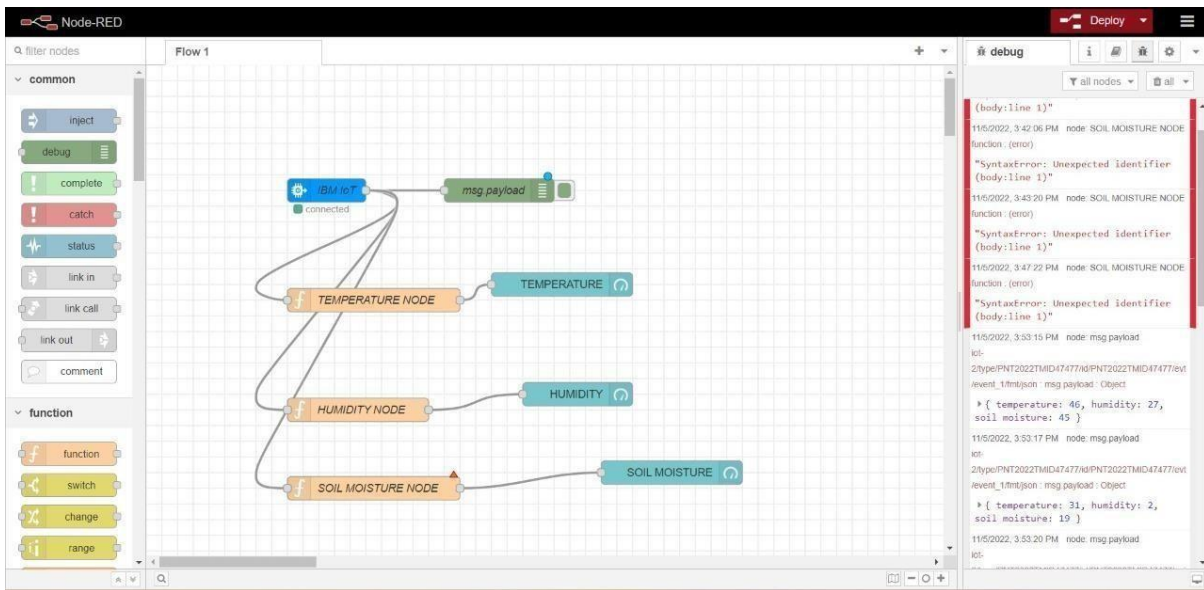 Node-RED
Deploy
filter nodes
Flow 1
debug
i
all nodes
all
common
inject
debug
complete
catch
status
link in
link call
link out
comment
function
function
switch
change
range
IBM IoT
connected
msg.payload
TEMPERATURE NODE
TEMPERATURE
HUMIDITY NODE
HUMIDITY
SOIL MOISTURE NODE
SOIL MOISTURE
(body:line 1)"
11/5/2022, 3:42:06 PM node: SOIL MOISTURE NODE
function : (error)
"SyntaxError: Unexpected identifier
(body:line 1)"
11/5/2022, 3:43:20 PM node: SOIL MOISTURE NODE
function : (error)
"SyntaxError: Unexpected identifier
(body:line 1)"
11/5/2022, 3:47:22 PM node: SOIL MOISTURE NODE
function : (error)
"SyntaxError: Unexpected identifier
(body:line 1)"
11/5/2022, 3:53:15 PM node: msg.payload
iot-
2/type/PNT2022TMID47477/id/PNT2022TMID47477/evt
/event_1/fmt/json : msg.payload : Object
{ temperature: 46, humidity: 27,
soil moisture: 45 }
11/5/2022, 3:53:17 PM node: msg.payload
iot-
2/type/PNT2022TMID47477/id/PNT2022TMID47477/evt
/event_1/fmt/json : msg.payload : Object
{ temperature: 31, humidity: 2,
soil moisture: 19 }
11/5/2022, 3:53:20 PM node: msg.payload
iot-